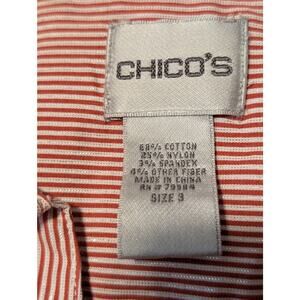 CHICO'S
68% COTTON
25% NYLON
3% SPANDEX
4% OTHER FIBER
MADE IN CHINA
RN# 79984
SIZE 3